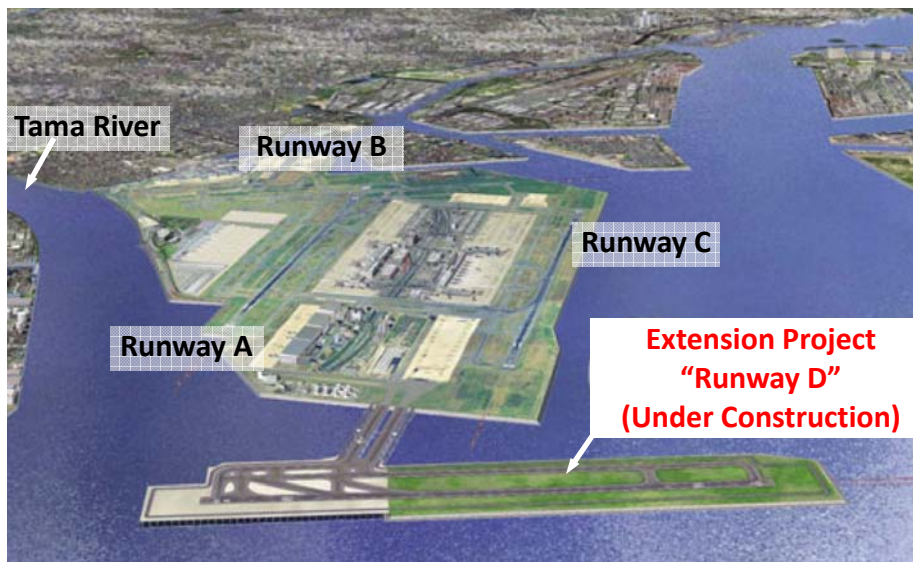 Tama River
Runway B
Runway C
Runway A
Extension Project
“Runway D”
(Under Construction)